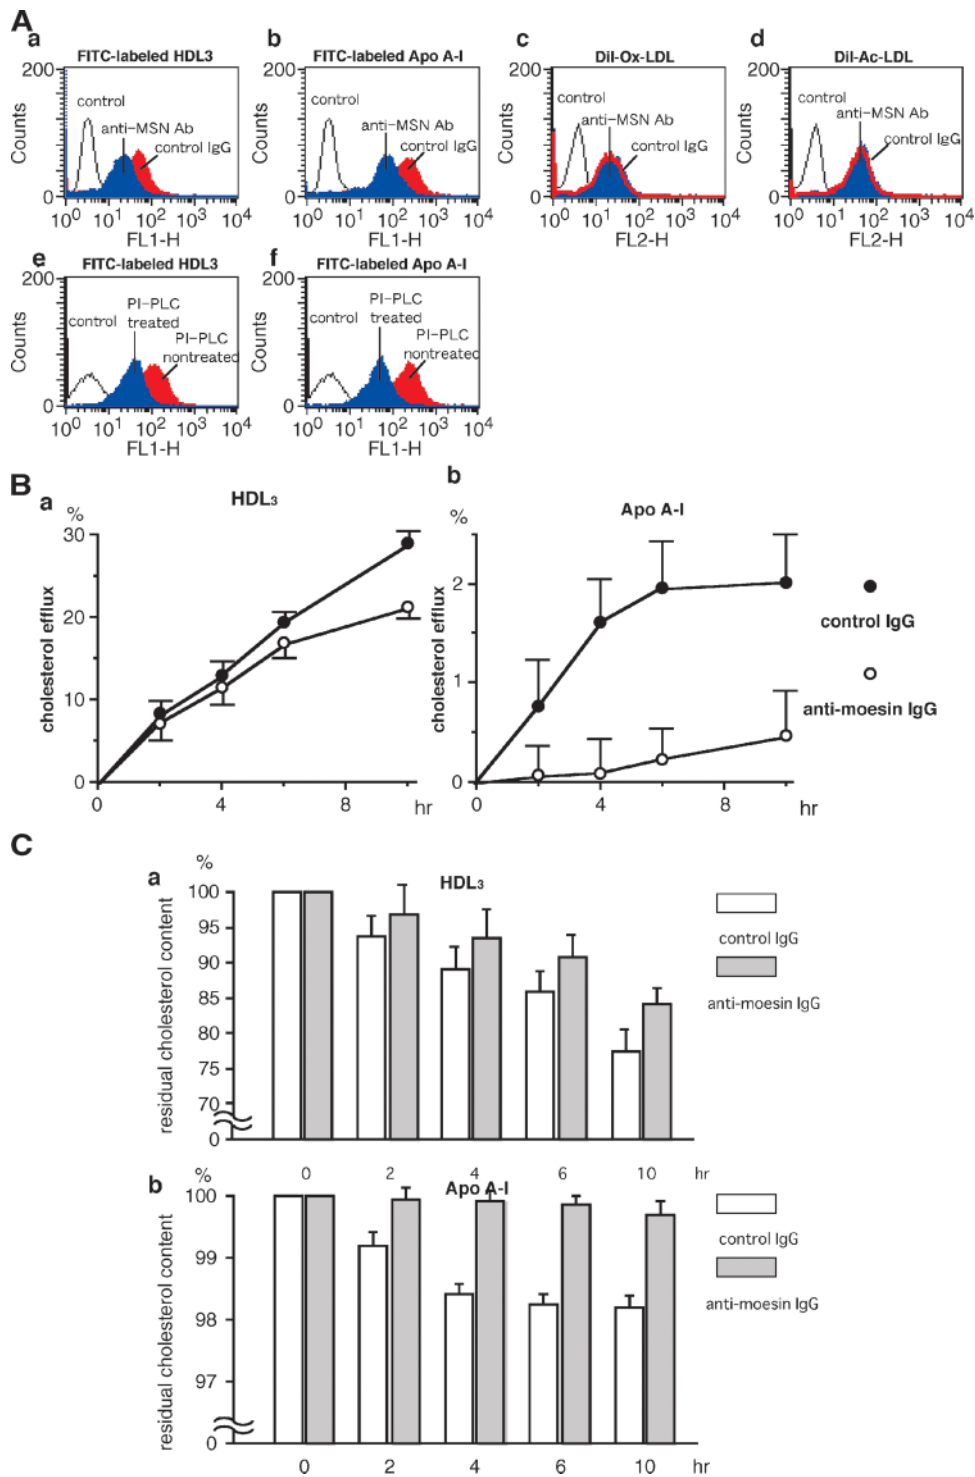 A
a
b
c
d
FITC-labeled HDL3
FITC-labeled Apo A-I
Dil-Ox-LDL
Dil-Ac-LDL
200
Counts
0
control
anti-MSN Ab
control IgG
10^0 10^1 10^2 10^3 10^4
FL1-H
200
Counts
0
control
anti-MSN Ab
control IgG
10^0 10^1 10^2 10^3 10^4
FL1-H
200
Counts
0
control
anti-MSN Ab
control IgG
10^0 10^1 10^2 10^3 10^4
FL2-H
200
Counts
0
control
anti-MSN Ab
control IgG
10^0 10^1 10^2 10^3 10^4
FL2-H
e
f
FITC-labeled HDL3
FITC-labeled Apo A-I
200
Counts
0
control
PI-PLC
treated
PI-PLC
nontreated
10^0 10^1 10^2 10^3 10^4
FL1-H
200
Counts
0
control
PI-PLC
treated
PI-PLC
nontreated
10^0 10^1 10^2 10^3 10^4
FL1-H
B
a
HDL₃
%
cholesterol efflux
30
20
10
0
0 4 8 hr
b
Apo A-I
%
cholesterol efflux
2
1
0
0 4 8 hr
control IgG
anti-moesin IgG
C
a
%
HDL₃
residual cholesterol content
100
95
90
85
80
75
70
0
0 2 4 6 10 hr
control IgG
anti-moesin IgG
b
%
Apo A-I
residual cholesterol content
100
99
98
97
0
0 2 4 6 10 hr
control IgG
anti-moesin IgG